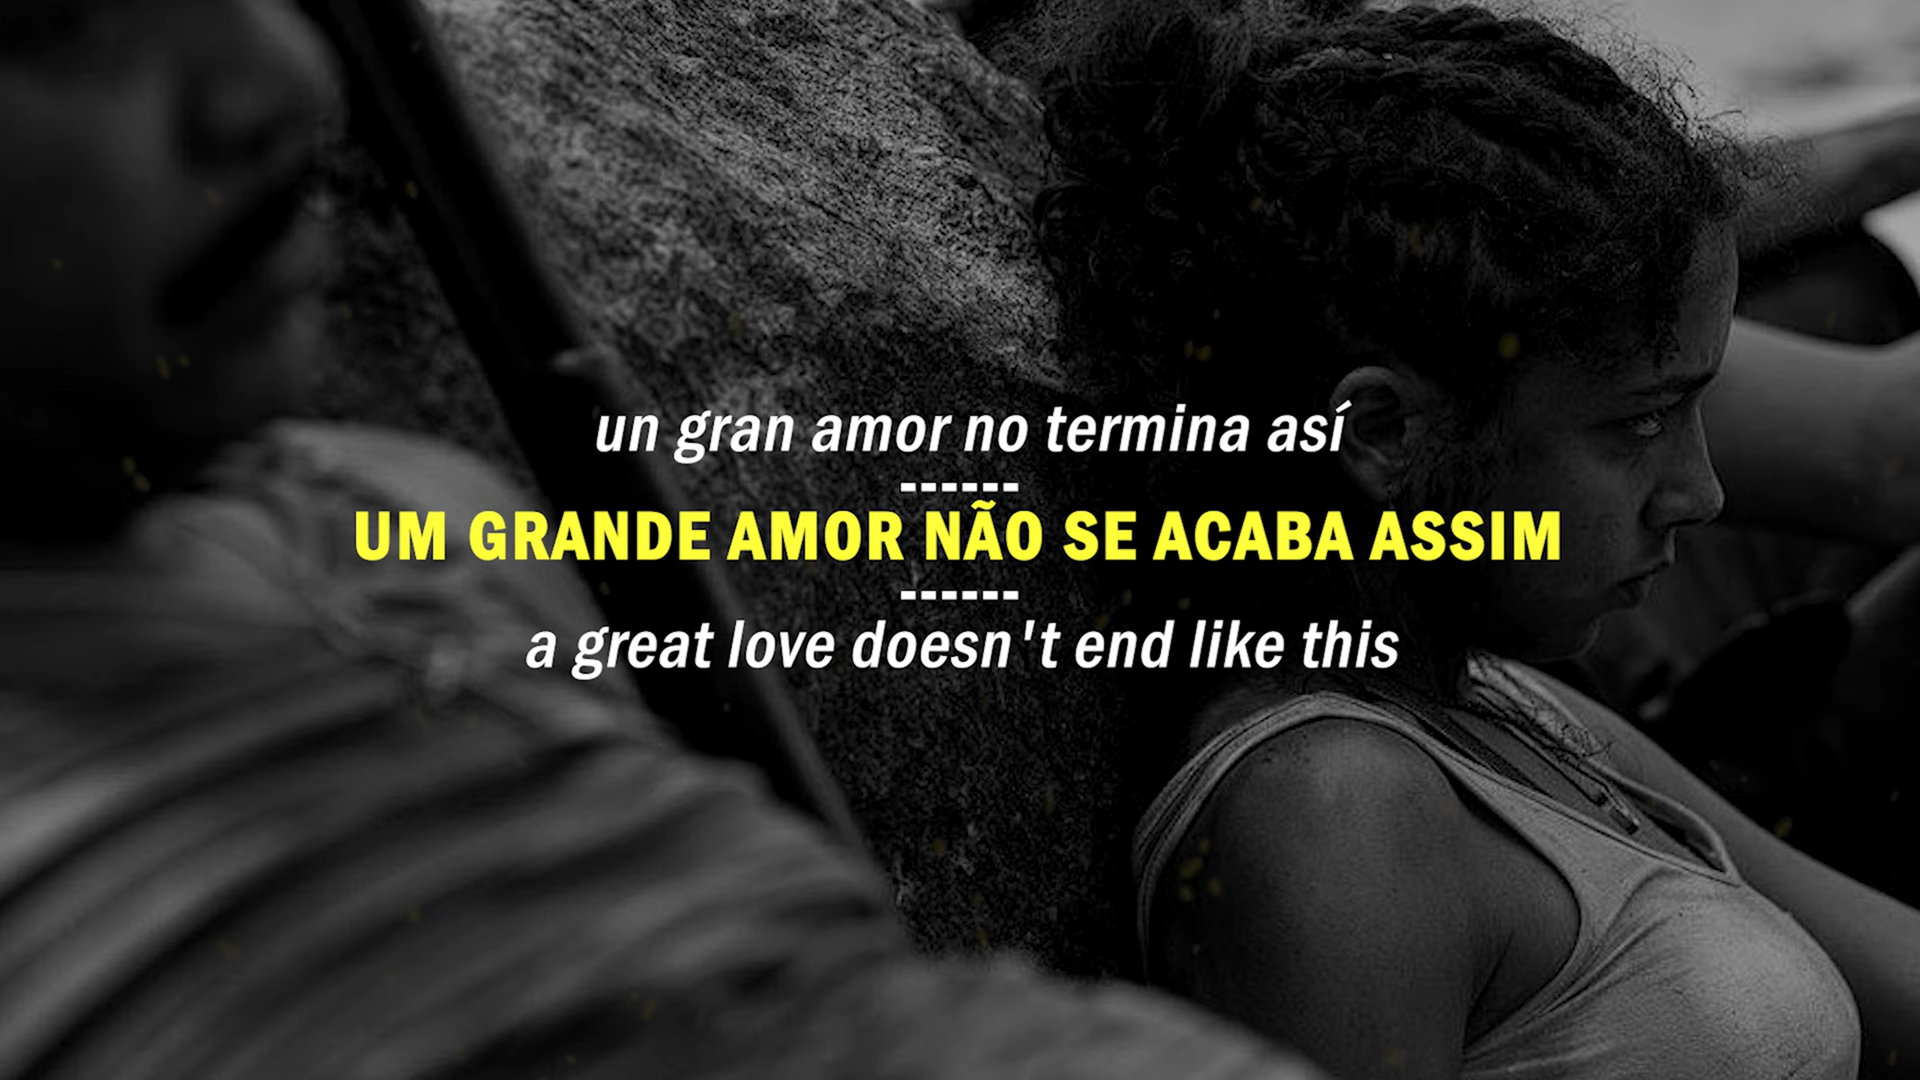 un gran amor no termina así
------
UM GRANDE AMOR NÃO SE ACABA ASSIM
------
a great love doesn't end like this